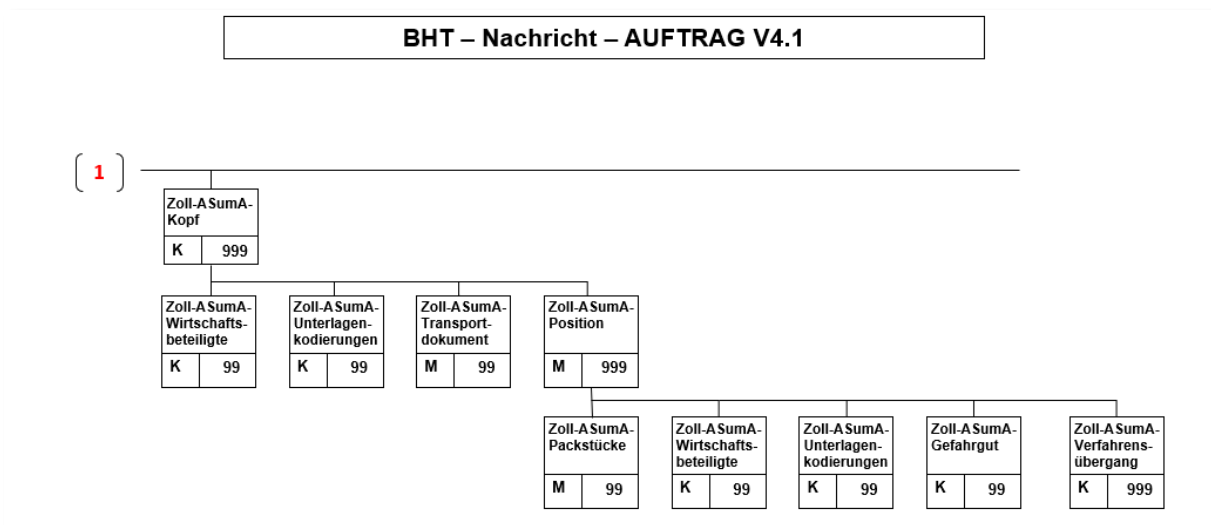 BHT – Nachricht – AUFTRAG V4.1
1
Zoll-ASumA-
Kopf
K 999
Zoll-ASumA-
Wirtschafts-
beteiligte
K 99
Zoll-ASumA-
Unterlagen-
kodierungen
K 99
Zoll-ASumA-
Transport-
dokument
M 99
Zoll-ASumA-
Position
M 999
Zoll-ASumA-
Packstücke
M 99
Zoll-ASumA-
Wirtschafts-
beteiligte
K 99
Zoll-ASumA-
Unterlagen-
kodierungen
K 99
Zoll-ASumA-
Gefahrgut
K 99
Zoll-ASumA-
Verfahrens-
übergang
K 999